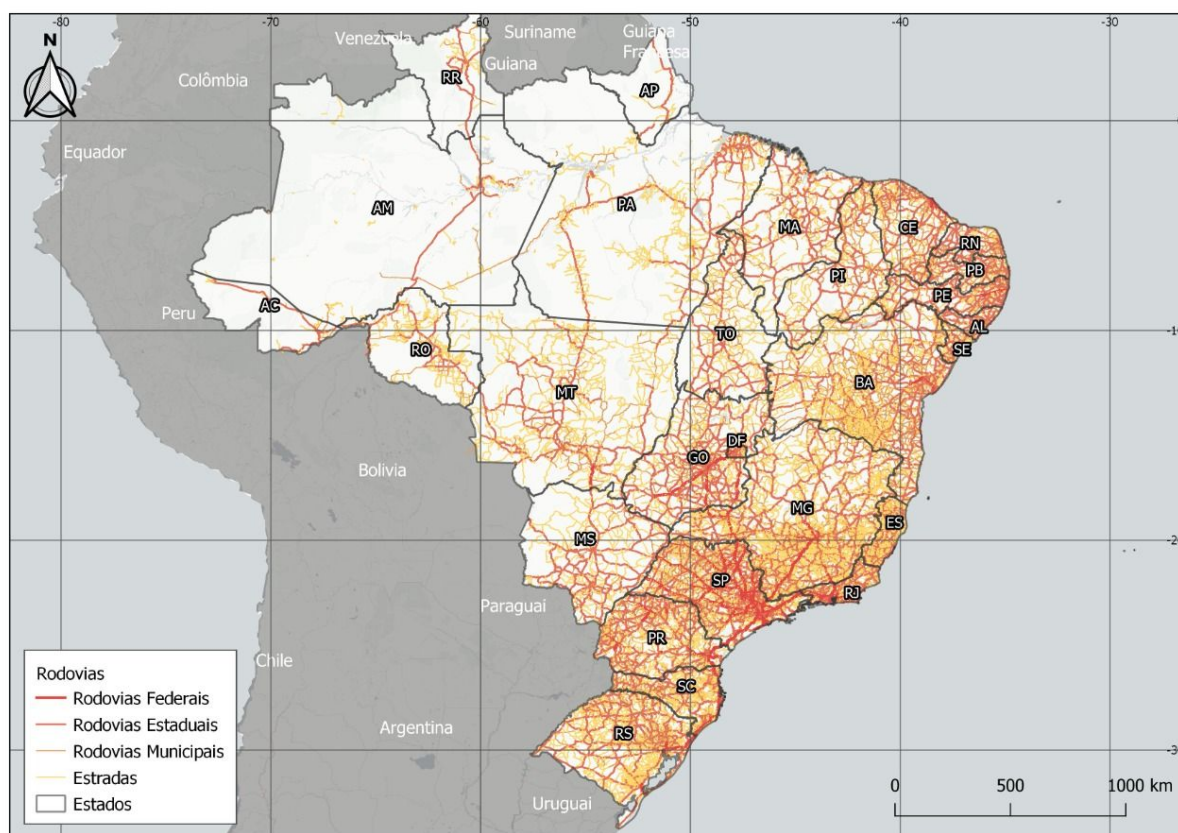 -80
-70
-60
-50
-40
-30
N
Venezuela
Suriname
Guiana
Francesa
Guiana
Colômbia
RR
AP
Equador
AM
PA
MA
CE
RN
PB
PI
PE
AC
Peru
AL
TO
SE
RO
BA
MT
DF
GO
Bolivia
MG
ES
MS
-20
SP
RJ
Paraguai
PR
Chile
SC
Argentina
RS
-30
Uruguai
Rodovias
Rodovias Federais
Rodovias Estaduais
Rodovias Municipais
Estradas
Estados
0 500 1000 km